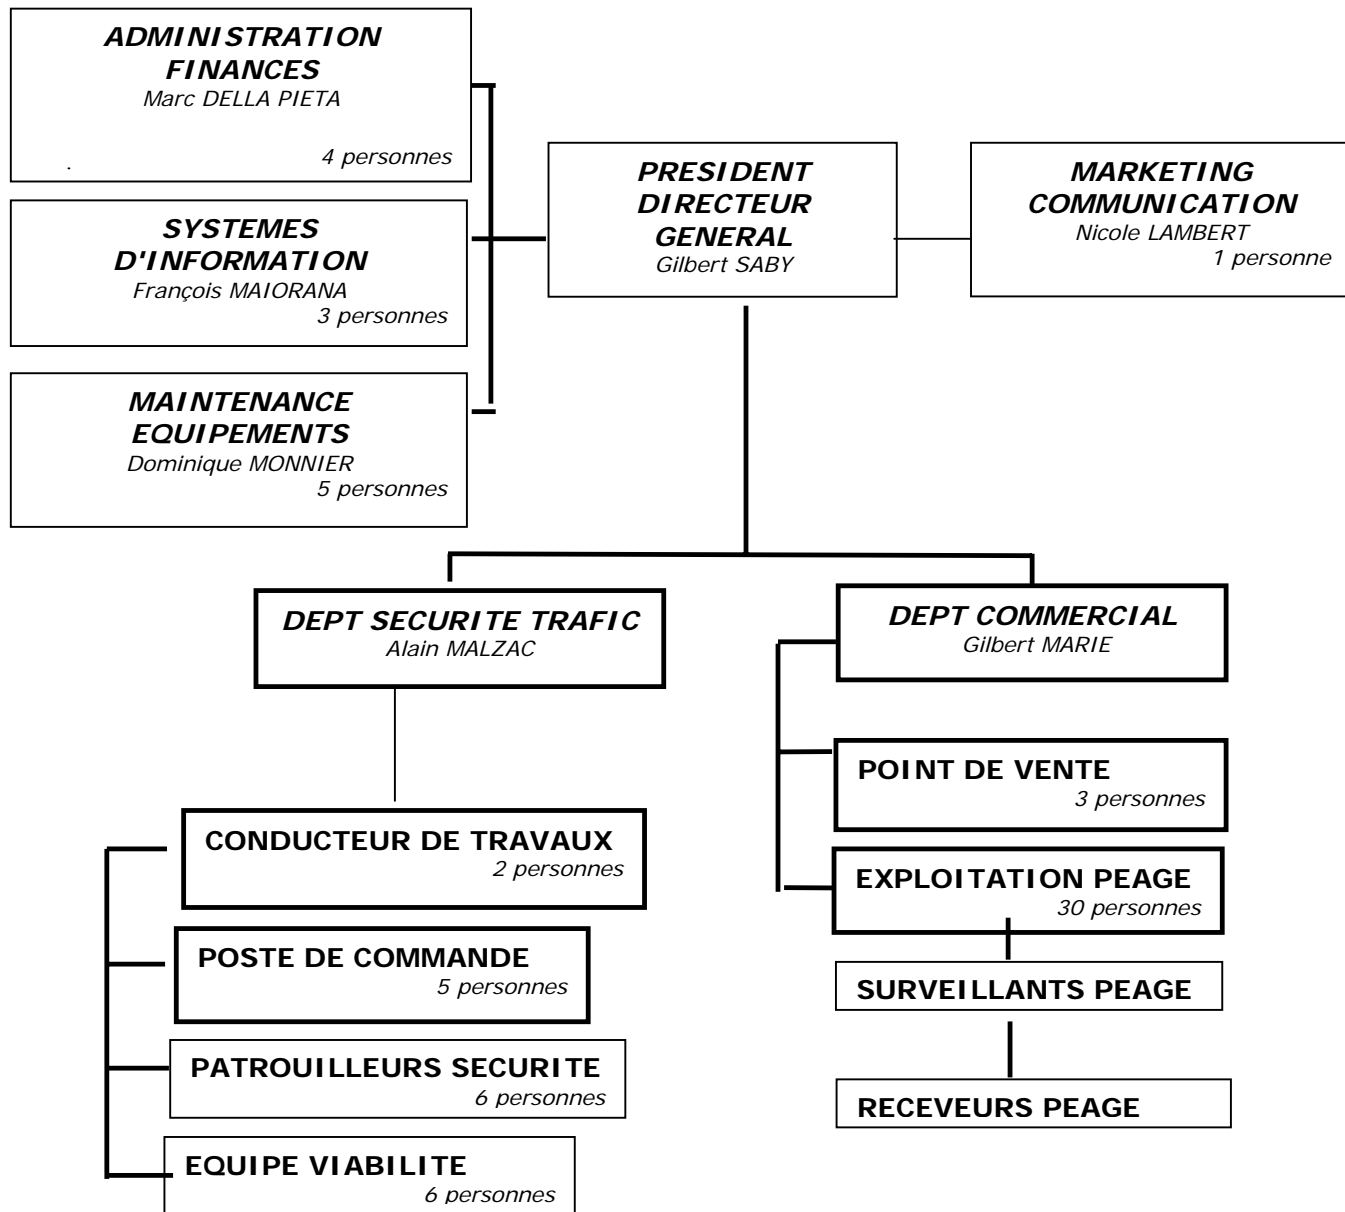 ADMINISTRATION
FINANCES
Marc DELLA PIETA
4 personnes
.
SYSTEMES
D'INFORMATION
François MAIORANA
3 personnes
MAINTENANCE
EQUIPEMENTS
Dominique MONNIER
5 personnes
PRESIDENT
DIRECTEUR
GENERAL
Gilbert SABY
MARKETING
COMMUNICATION
Nicole LAMBERT
1 personne
DEPT SECURITE TRAFIC
Alain MALZAC
CONDUCTEUR DE TRAVAUX
2 personnes
POSTE DE COMMANDE
5 personnes
PATROUILLEURS SECURITE
6 personnes
EQUIPE VIABILITE
6 personnes
DEPT COMMERCIAL
Gilbert MARIE
POINT DE VENTE
3 personnes
EXPLOITATION PEAGE
30 personnes
SURVEILLANTS PEAGE
RECEVEURS PEAGE